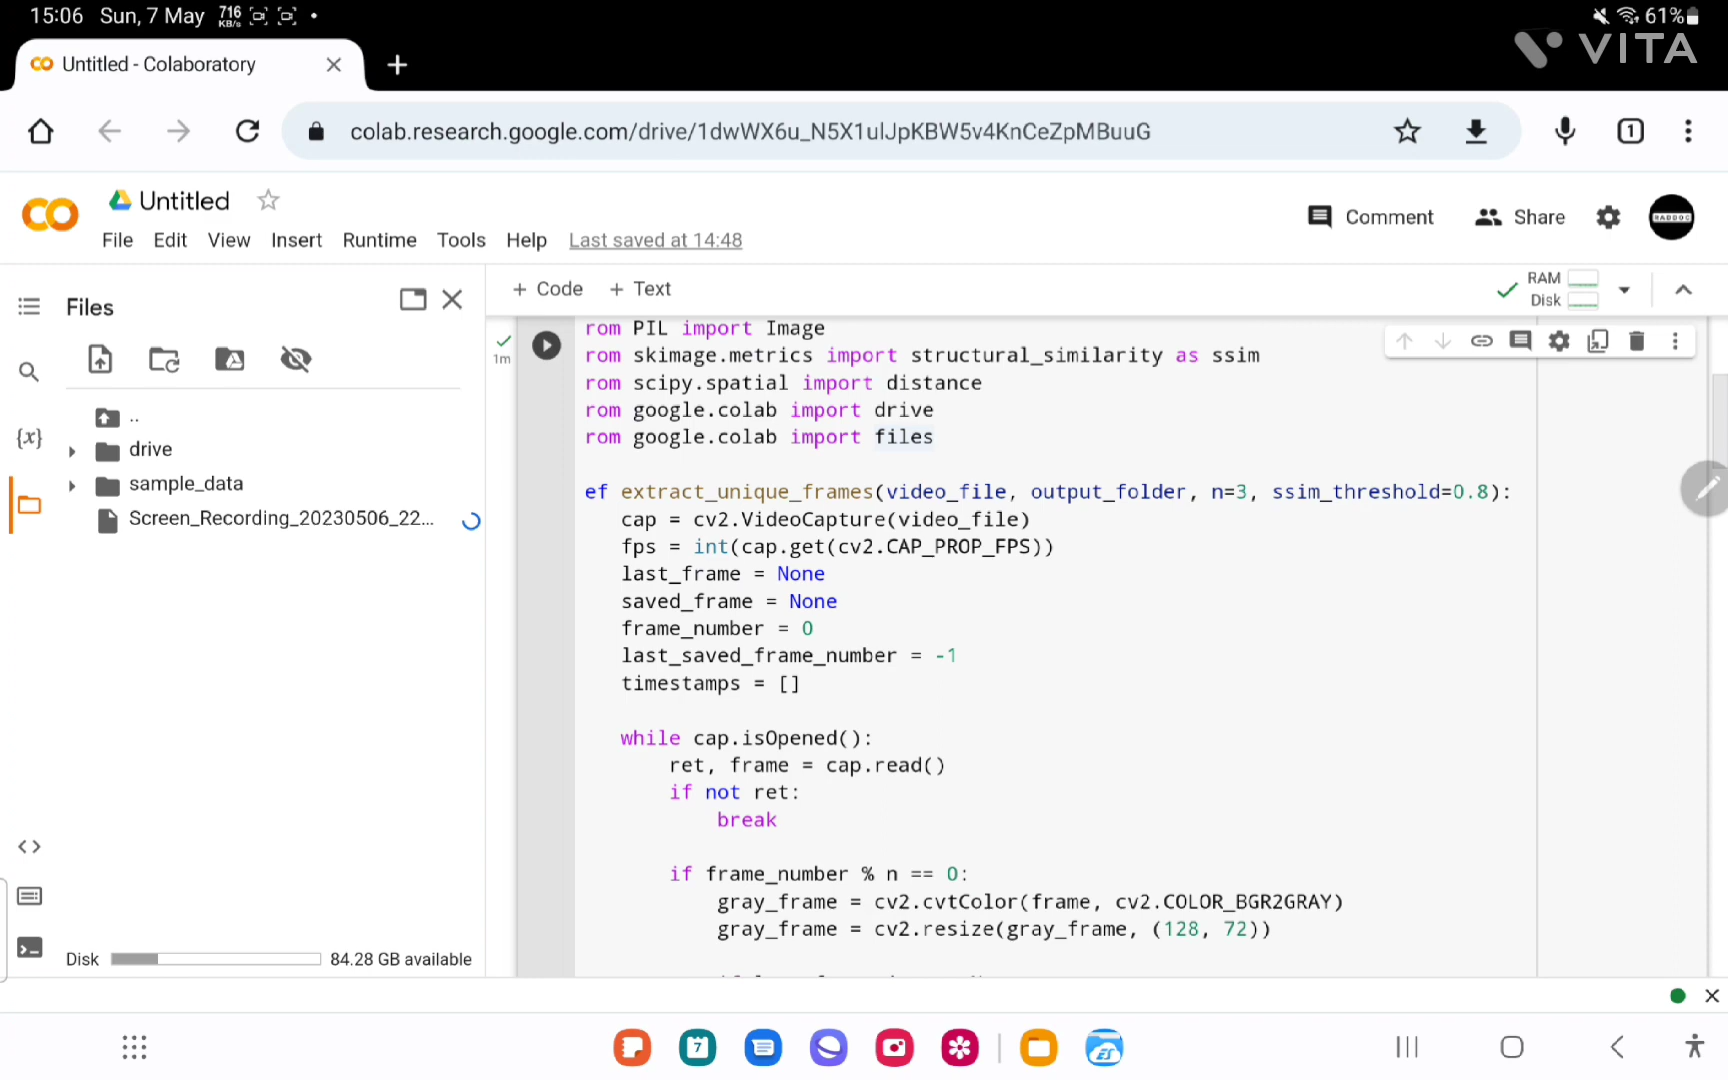 15:06 Sun, 7 May 716 KB/s 61%
VITA
Untitled - Colaboratory
colab.research.google.com/drive/1dwWX6u_N5X1ulJpKBW5v4KnCeZpMBuuG
1
Untitled
Comment Share
RADDOC
File Edit View Insert Runtime Tools Help Last saved at 14:48
Files
+ Code + Text
RAM
Disk
1m
rom PIL import Image
rom skimage.metrics import structural_similarity as ssim
rom scipy.spatial import distance
rom google.colab import drive
rom google.colab import files
..
drive
sample_data
Screen_Recording_20230506_22...
{x}
ef extract_unique_frames(video_file, output_folder, n=3, ssim_threshold=0.8):
cap = cv2.VideoCapture(video_file)
fps = int(cap.get(cv2.CAP_PROP_FPS))
last_frame = None
saved_frame = None
frame_number = 0
last_saved_frame_number = -1
timestamps = []
while cap.isOpened():
ret, frame = cap.read()
if not ret:
break
if frame_number % n == 0:
gray_frame = cv2.cvtColor(frame, cv2.COLOR_BGR2GRAY)
gray_frame = cv2.resize(gray_frame, (128, 72))
Disk 84.28 GB available
7
ES